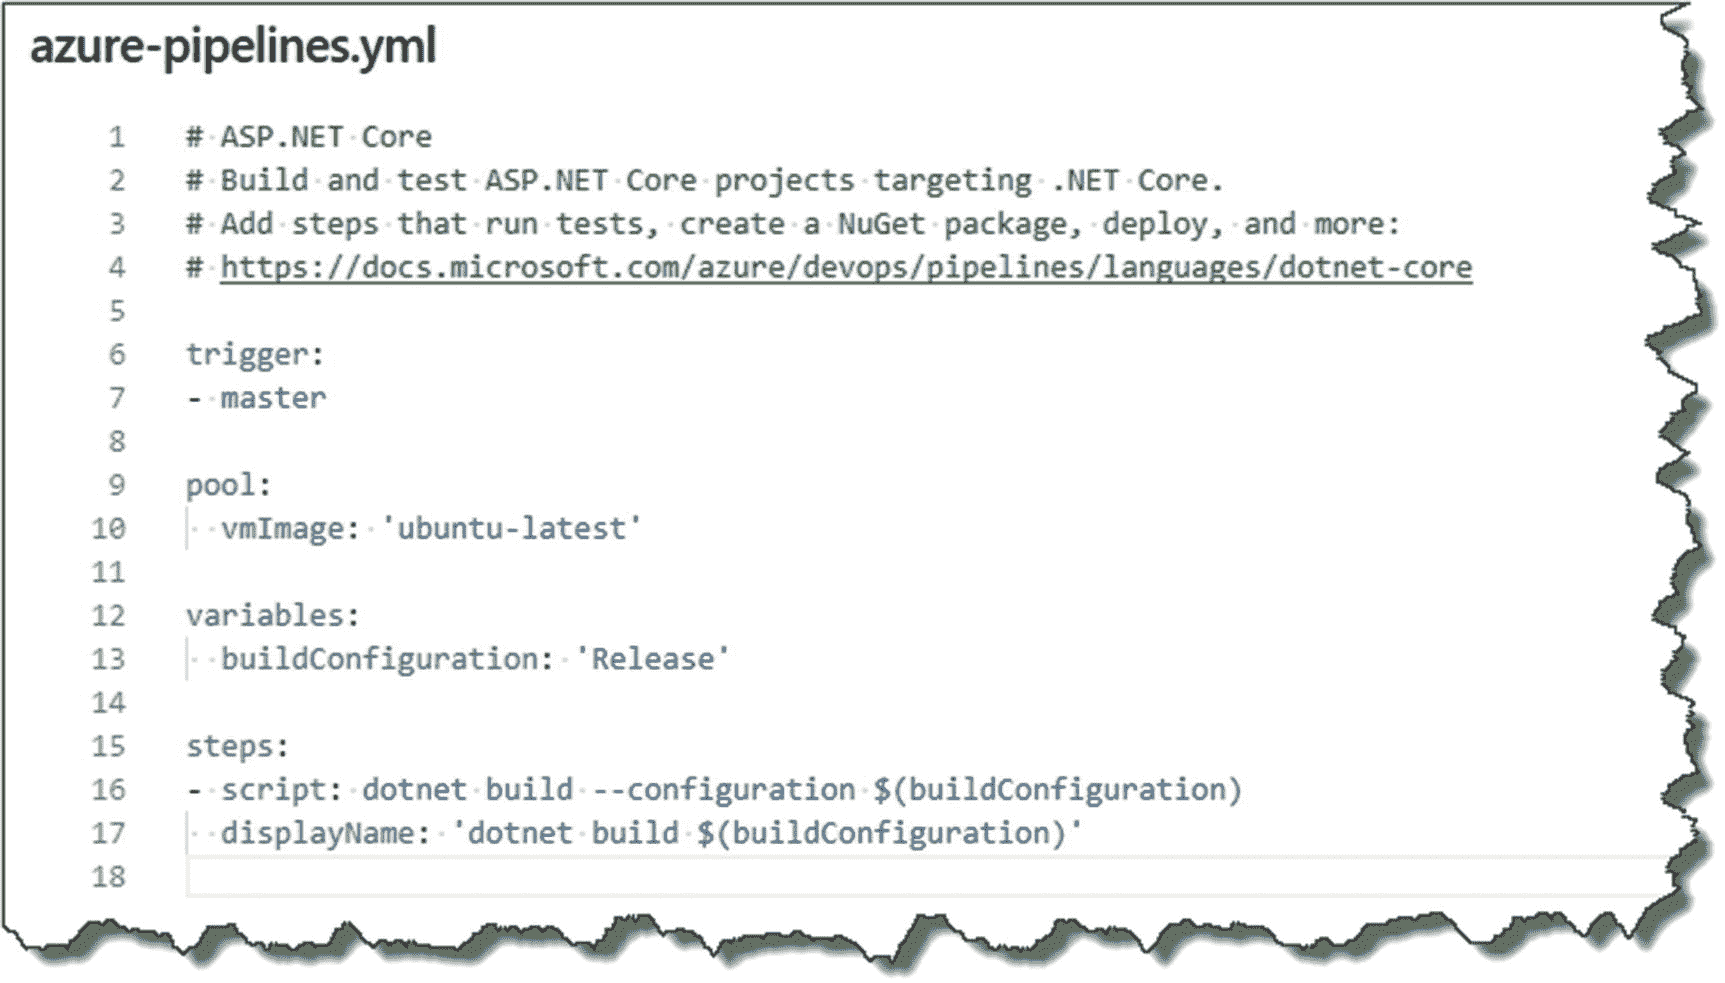 azure-pipelines.yml
1 # ASP.NET Core
2 # Build and test ASP.NET Core projects targeting .NET Core.
3 # Add steps that run tests, create a NuGet package, deploy, and more:
4 # https://docs.microsoft.com/azure/devops/pipelines/languages/dotnet-core
5
6 trigger:
7 - master
8
9 pool:
10   vmImage: 'ubuntu-latest'
11
12 variables:
13   buildConfiguration: 'Release'
14
15 steps:
16 - script: dotnet build --configuration $(buildConfiguration)
17   displayName: 'dotnet build $(buildConfiguration)'
18